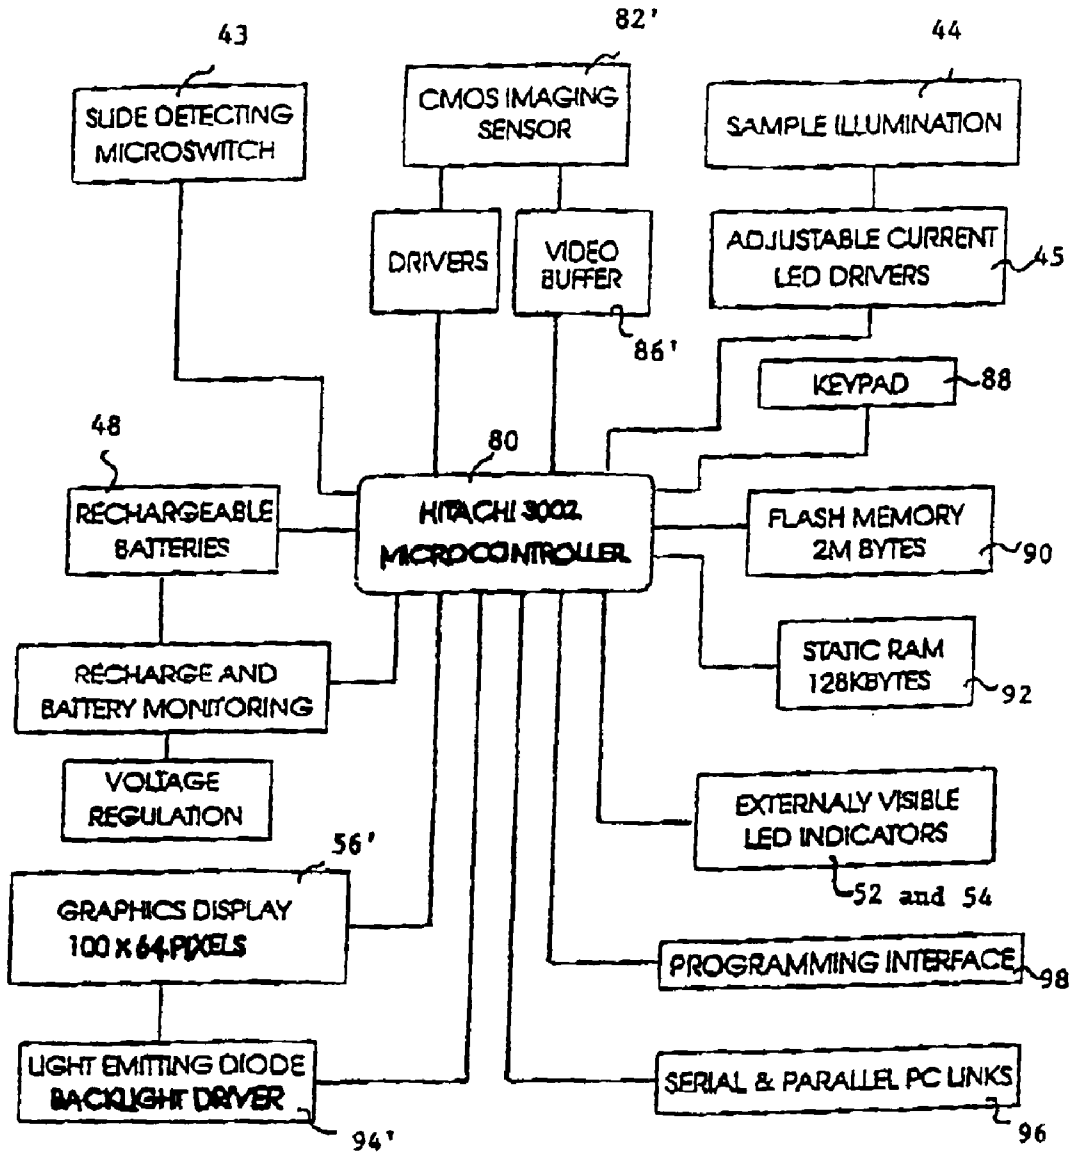 43
82'
44
SLIDE DETECTING
MICROSWITCH
CMOS IMAGING
SENSOR
SAMPLE ILLUMINATION
DRIVERS
VIDEO
BUFFER
86'
ADJUSTABLE CURRENT
LED DRIVERS
45
KEYPAD
88
48
80
RECHARGEABLE
BATTERIES
HITACHI 3002
MICROCONTROLLER
FLASH MEMORY
2M BYTES
90
STATIC RAM
128KBYTES
92
RECHARGE AND
BATTERY MONITORING
VOLTAGE
REGULATION
EXTERNALY VISIBLE
LED INDICATORS
52 and 54
56'
GRAPHICS DISPLAY
100 X 64 PIXELS
PROGRAMMING INTERFACE
98
LIGHT EMITTING DIODE
BACKLIGHT DRIVER
94'
SERIAL & PARALLEL PC LINKS
96